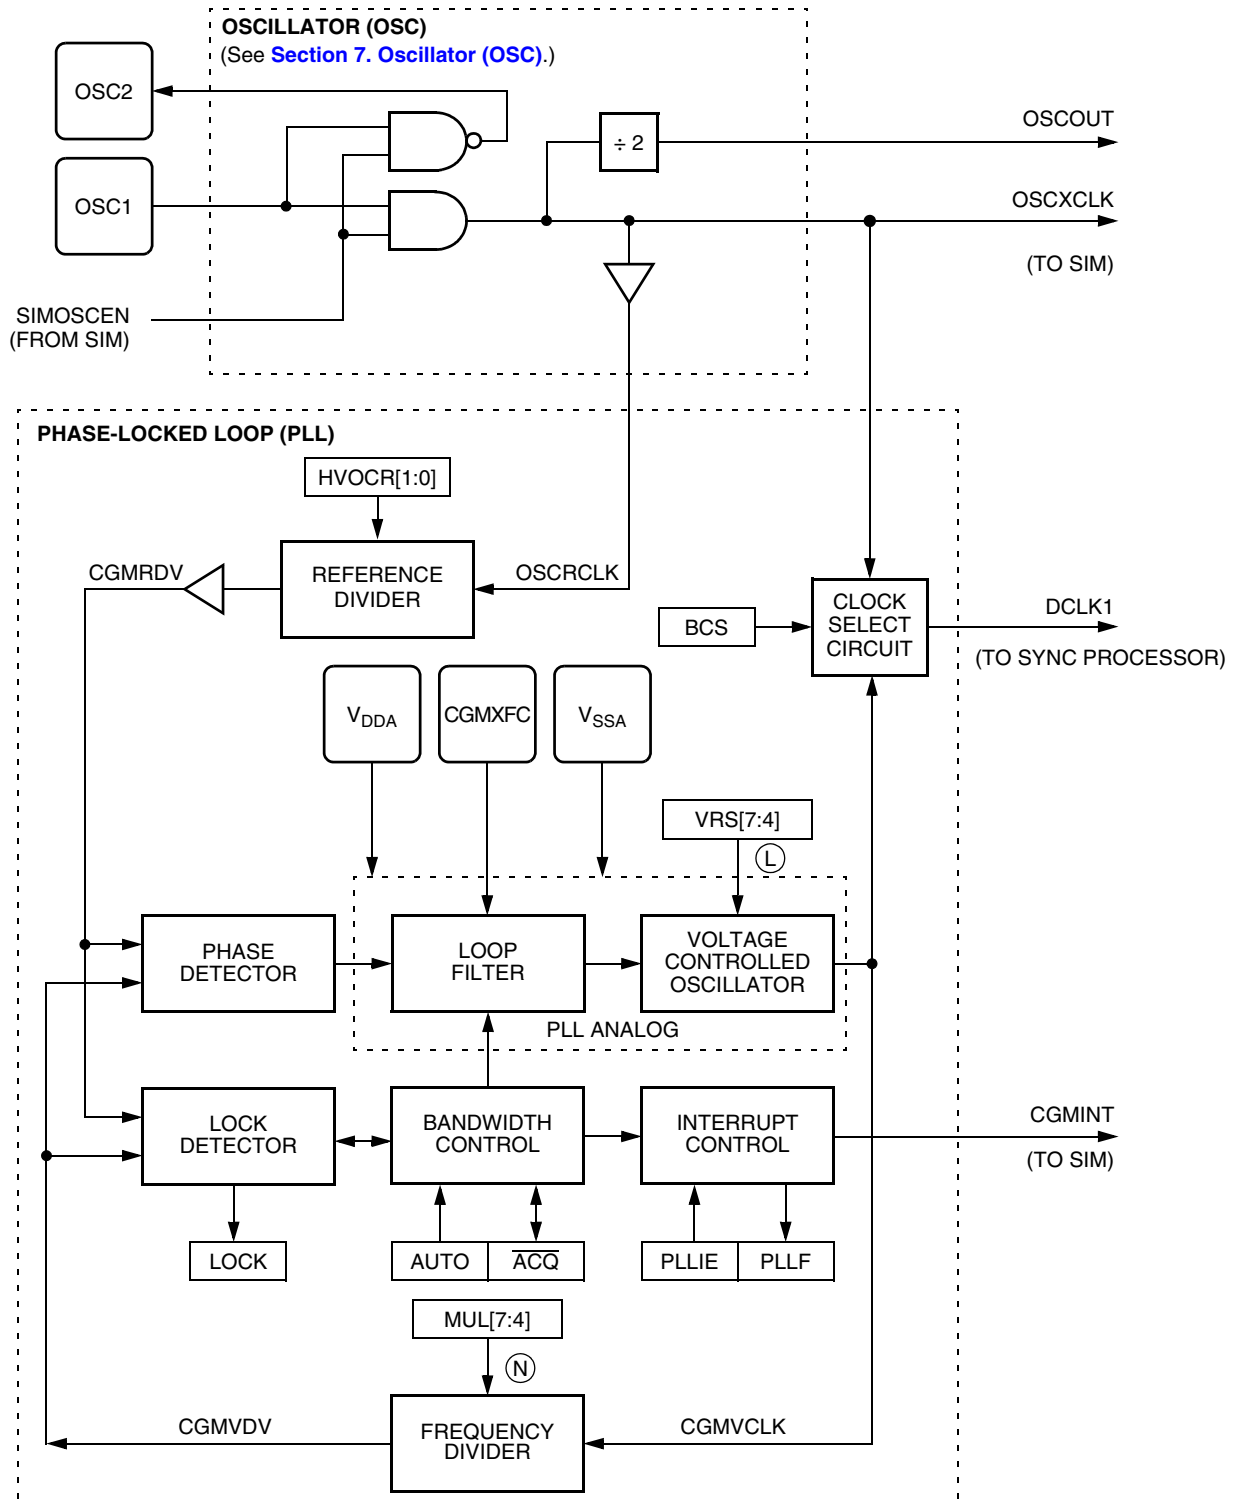 OSCILLATOR (OSC)
(See Section 7. Oscillator (OSC).)
OSC2
OSCOUT
÷ 2
OSC1
OSCXCLK
(TO SIM)
SIMOSCEN
(FROM SIM)
PHASE-LOCKED LOOP (PLL)
HVOCR[1:0]
CGMRDV
REFERENCE
DIVIDER
OSCRCLK
CLOCK
SELECT
CIRCUIT
BCS
DCLK1
(TO SYNC PROCESSOR)
VDDA
CGMXFC
VSSA
VRS[7:4]
L
PHASE
DETECTOR
LOOP
FILTER
VOLTAGE
CONTROLLED
OSCILLATOR
PLL ANALOG
LOCK
DETECTOR
BANDWIDTH
CONTROL
INTERRUPT
CONTROL
CGMINT
(TO SIM)
LOCK
AUTO
ACQ
PLLIE
PLLF
MUL[7:4]
N
CGMVDV
FREQUENCY
DIVIDER
CGMVCLK